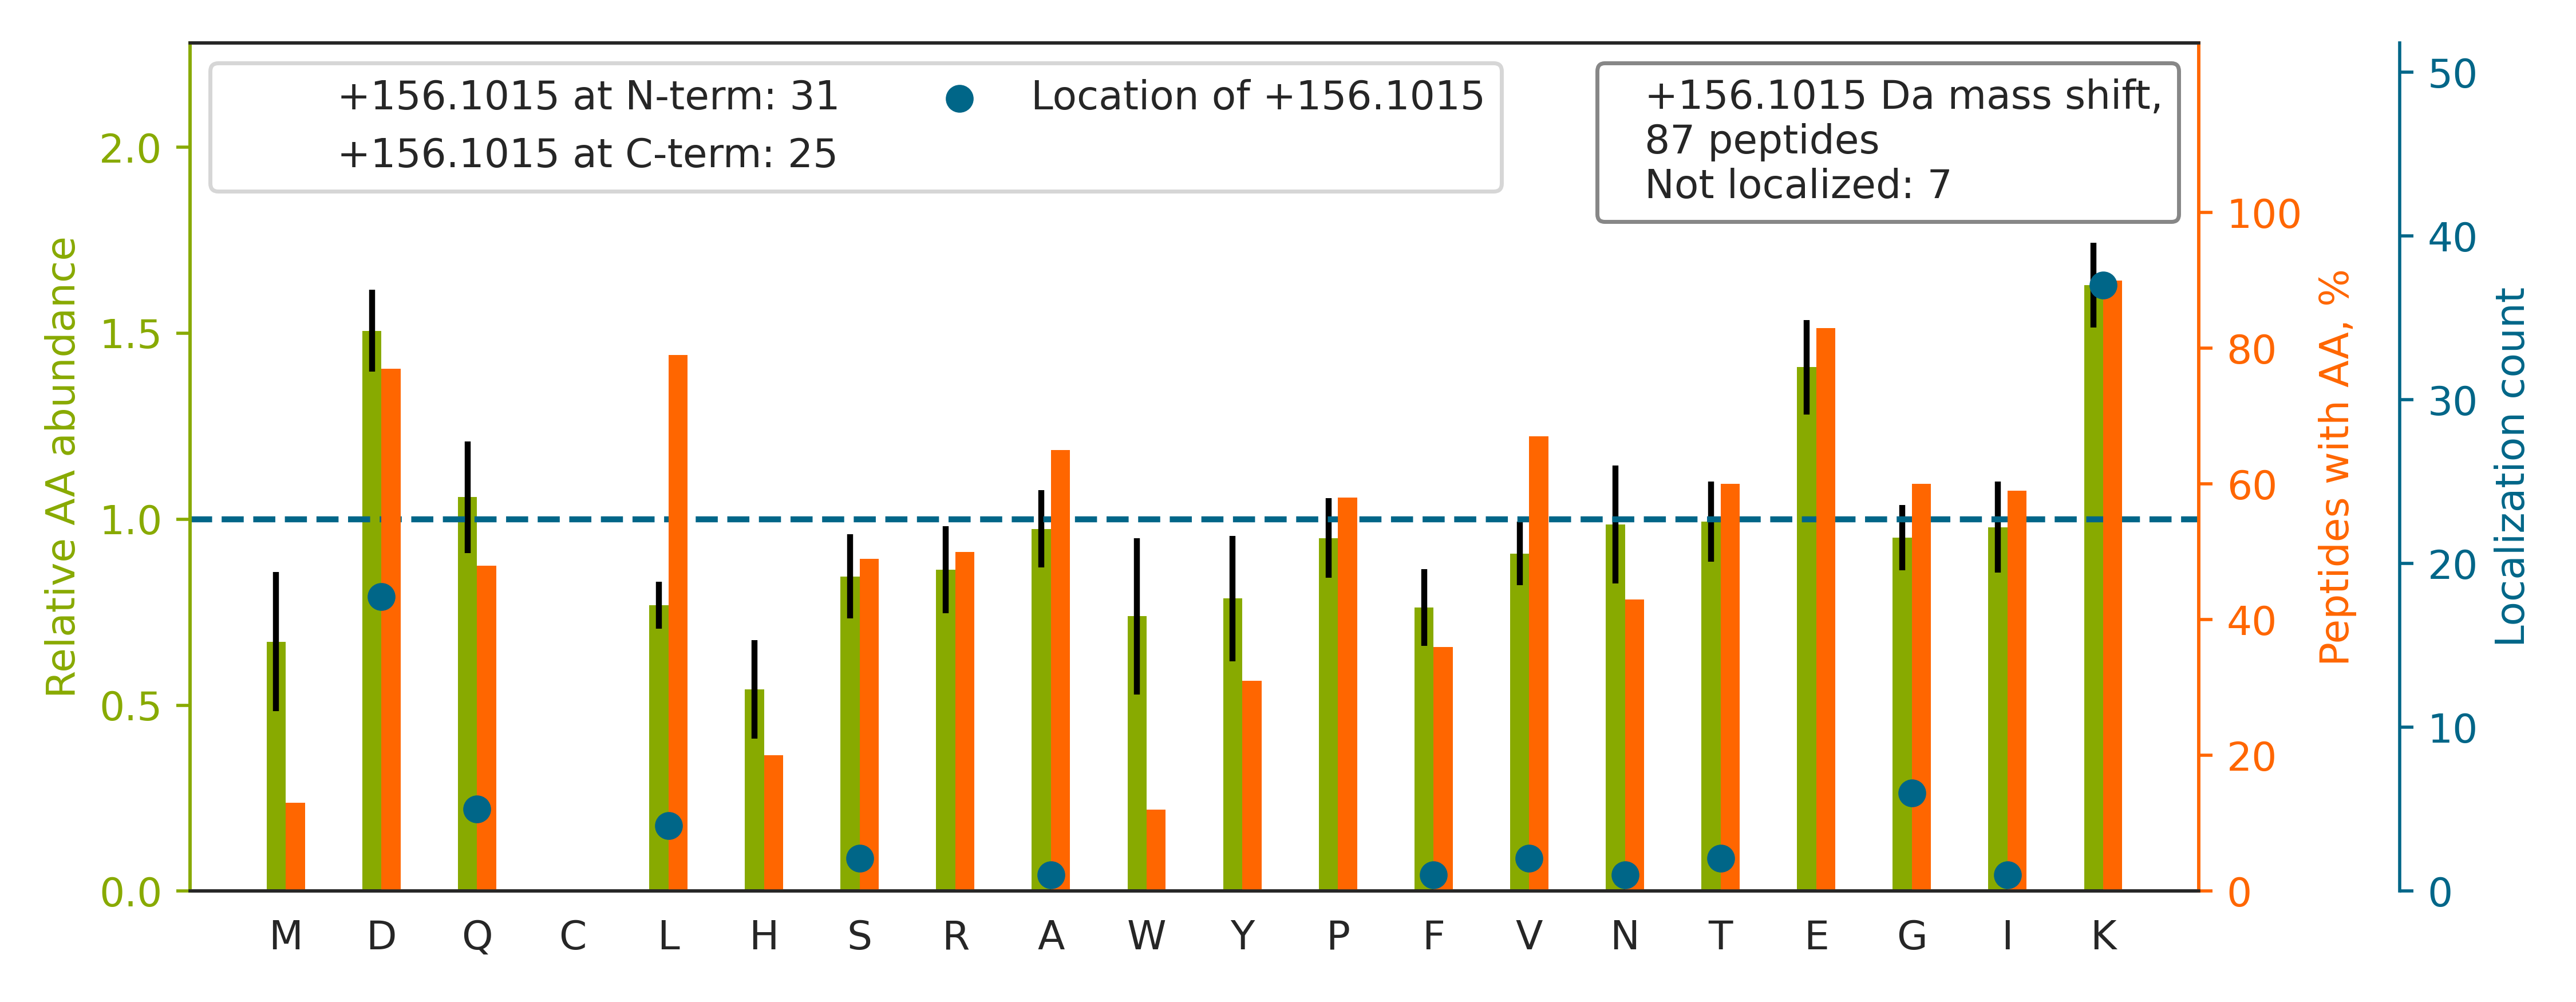 +156.1015 at N-term: 31
+156.1015 at C-term: 25
Location of +156.1015
+156.1015 Da mass shift,
87 peptides
Not localized: 7
Relative AA abundance
2.0
1.5
1.0
0.5
0.0
Peptides with AA, %
100
80
60
40
20
0
Localization count
50
40
30
20
10
0
M D Q C L H S R A W Y P F V N T E G I K